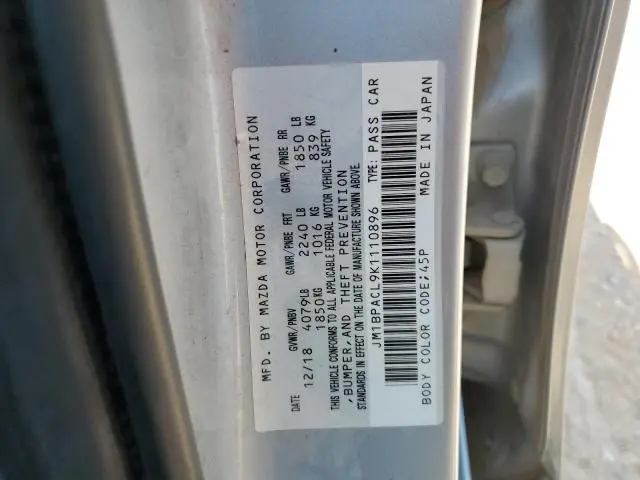 MFD. BY MAZDA MOTOR CORPORATION
DATE GVWR/PNBV GAWR/PNBE FRT GAWR/PNBE RR
12/18 4079LB 2240 LB 1850 LB
1850KG 1016 KG 839 KG
THIS VEHICLE CONFORMS TO ALL APPLICABLE FEDERAL MOTOR VEHICLE SAFETY
,BUMPER,AND THEFT PREVENTION
STANDARDS IN EFFECT ON THE DATE OF MANUFACTURE SHOWN ABOVE.
JM1BPACL9K1110896 TYPE: PASS CAR
BODY COLOR CODE;45P MADE IN JAPAN